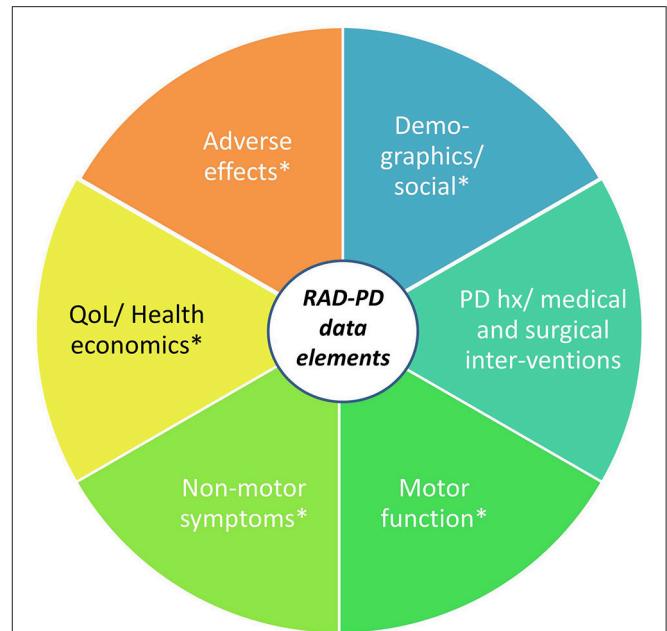 Adverse
effects*
Demo-
graphics/
social*
QoL/ Health
economics*
RAD-PD
data
elements
PD hx/ medical
and surgical
inter-ventions
Non-motor
symptoms*
Motor
function*